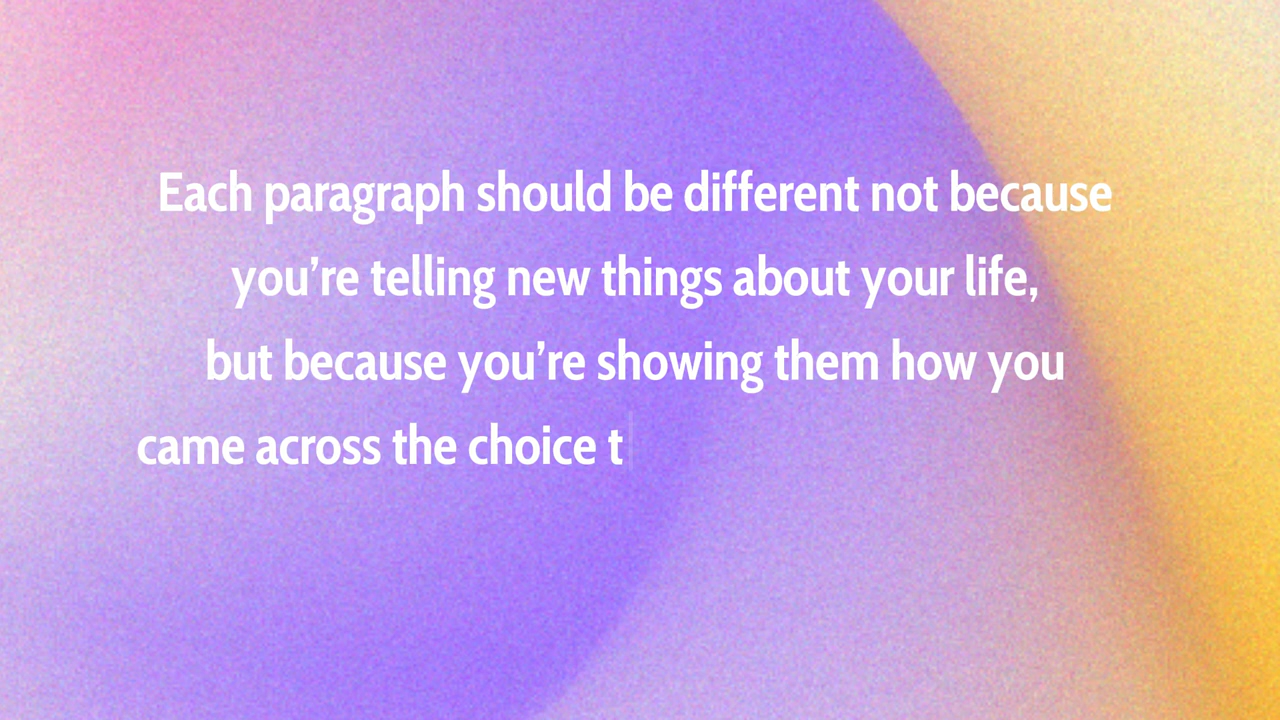 Each paragraph should be different not because
you’re telling new things about your life,
but because you’re showing them how you
came across the choice t